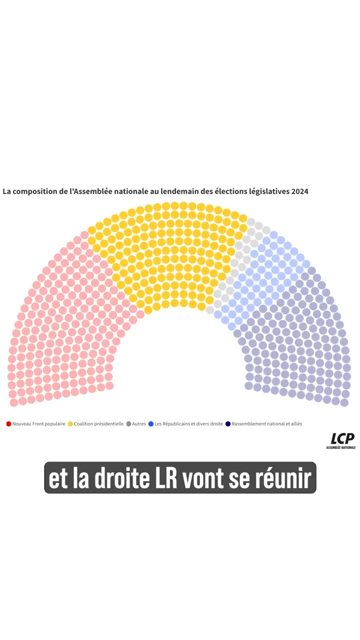 La composition de l'Assemblée nationale au lendemain des élections législatives 2024
Nouveau Front populaire Coalition présidentielle Autres Les Républicains et divers droite Rassemblement national et alliés
LCP
ASSEMBLÉE NATIONALE
et la droite LR vont se réunir